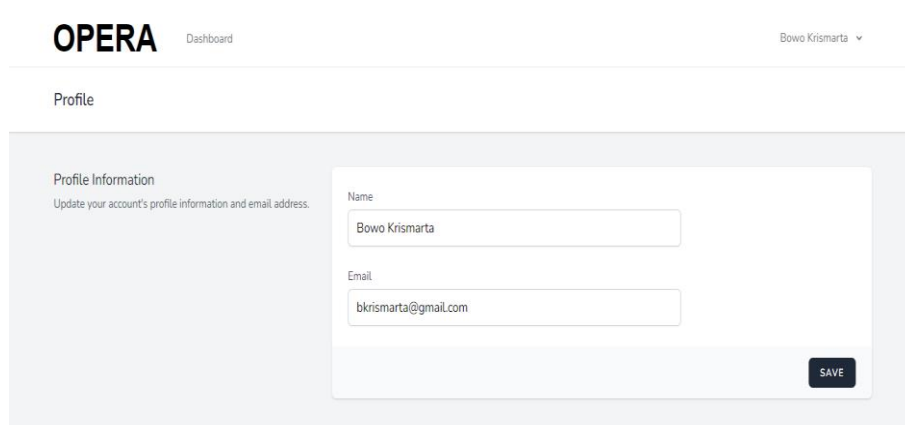 OPERA Dashboard Bowo Krismarta
Profile
Profile Information
Update your account's profile information and email address.
Name
Bowo Krismarta
Email
bkrismarta@gmail.com
SAVE